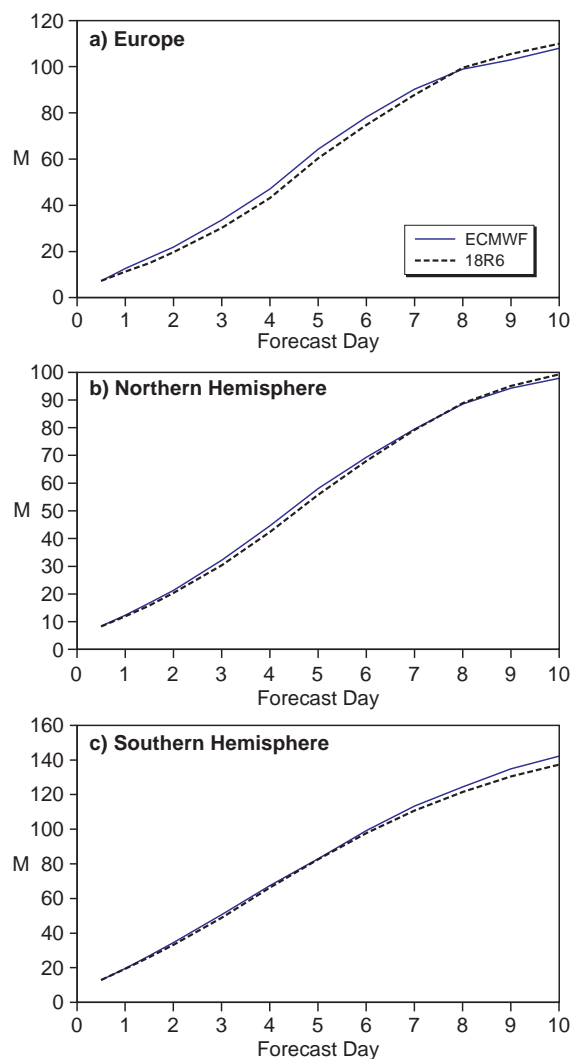 120
a) Europe
100
80
M
60
40
20
0
ECMWF
18R6
0 1 2 3 4 5 6 7 8 9 10
Forecast Day
100
b) Northern Hemisphere
90
80
70
60
M
50
40
30
20
10
0
0 1 2 3 4 5 6 7 8 9 10
Forecast Day
160
c) Southern Hemisphere
140
120
100
M
80
60
40
20
0
0 1 2 3 4 5 6 7 8 9 10
Forecast Day